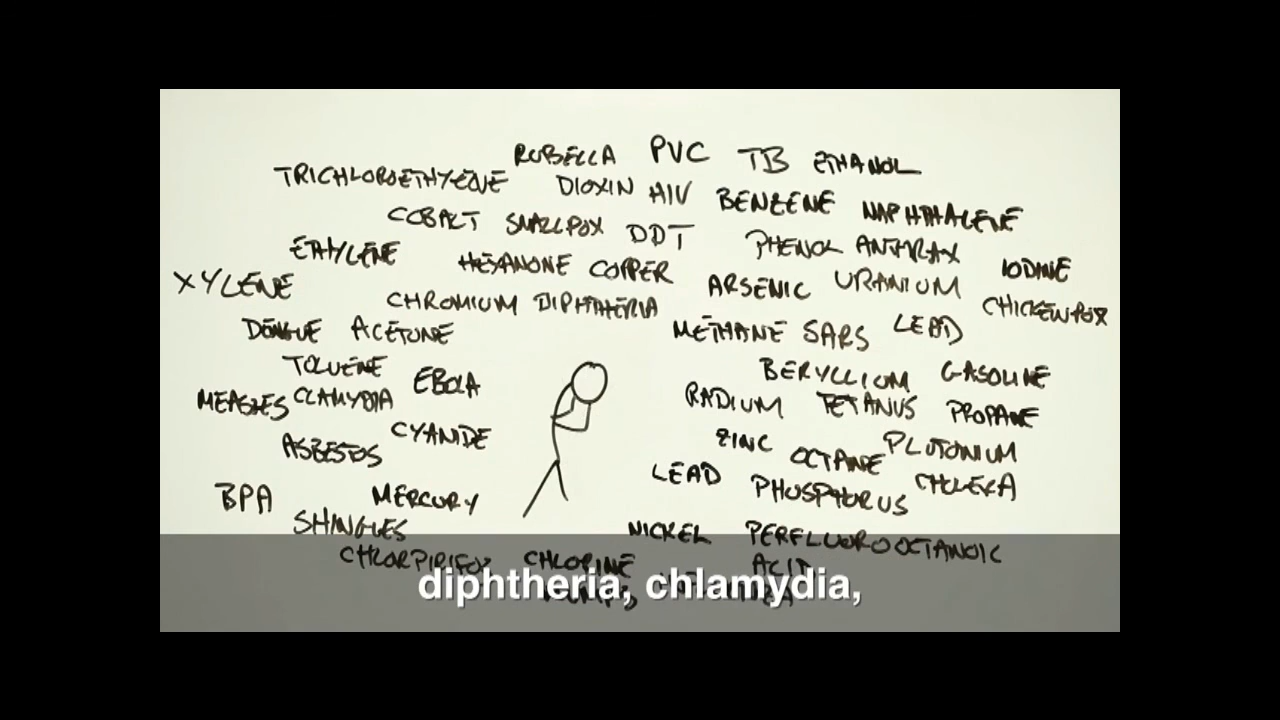 RUBELLA PVC TB ETHANOL
TRICHLOROETHYLENE DIOXIN HIV BENZENE NAPHTHALENE
COBALT SMALLPOX DDT PHENOL ANTHRAX
ETHYLENE HEXANONE COPPER IODINE
XYLENE CHROMIUM DIPHTHERIA ARSENIC URANIUM CHICKENPOX
DENGUE ACETONE METHANE SARS LEAD
TOLUENE EBOLA BERYLLIUM GASOLINE
MEASLES CLAMYDIA RADIUM TETANUS PROPANE
ASBESTOS CYANIDE ZINC OCTANE PLUTONIUM
LEAD PHOSPHORUS CHOLERA
BPA MERCURY
SHINGLES NICKEL PERFLUOROOCTANOIC
CHLORPIRIFOX CHLORINE ACID
diphtheria, chlamydia,